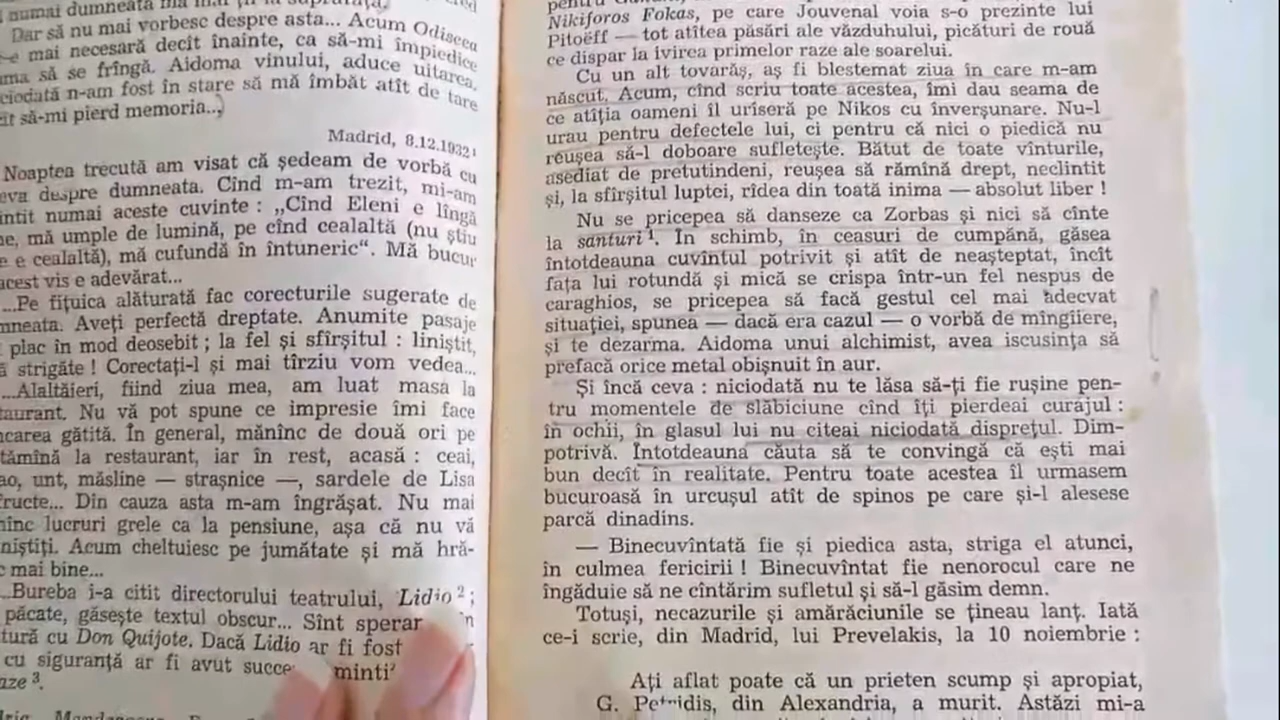 numai dumneata mă mai ții la suprafață,
Dar să nu mai vorbesc despre asta... Acum Odiseea
mai necesară decît înainte, ca să-mi împiedice
să se frîngă. Aidoma vinului, aduce uitarea,
n-am fost în stare să mă îmbăt atît de tare
să-mi pierd memoria...)
Madrid, 8.12.1932¹
Noaptea trecută am visat că ședeam de vorbă cu
eva despre dumneata. Cînd m-am trezit, mi-am
numai aceste cuvinte : „Cînd Eleni e lîngă
mă umple de lumină, pe cînd cealaltă (nu știu
e cealaltă), mă cufundă în întuneric“. Mă bucur
acest vis e adevărat...
...Pe fițuica alăturată fac corecturile sugerate de
mneata. Aveți perfectă dreptate. Anumite pasaje
plac în mod deosebit ; la fel și sfîrșitul : liniștit,
strigăte ! Corectați-l și mai tîrziu vom vedea...
...Alaltăieri, fiind ziua mea, am luat masa la
taurant. Nu vă pot spune ce impresie îmi face
ncarea gătită. În general, mănînc de două ori pe
tămînă la restaurant, iar în rest, acasă : ceai,
ao, unt, măsline — strașnice —, sardele de Lisa
fructe... Din cauza asta m-am îngrășat. Nu mai
nînc lucruri grele ca la pensiune, așa că nu vă
niștiți. Acum cheltuiesc pe jumătate și mă hră-
mai bine...
..Bureba i-a citit directorului teatrului, Lidio ² ;
păcate, găsește textul obscur... Sînt sperar
tură cu Don Quijote. Dacă Lidio ar fi fost
cu siguranță ar fi avut succe
aze ³.
Nikiforos Fokas, pe care Jouvenal voia s-o prezinte lui
Pitoëff — tot atîtea păsări ale văzduhului, picături de rouă
ce dispar la ivirea primelor raze ale soarelui.
Cu un alt tovarăș, aș fi blestemat ziua în care m-am
născut. Acum, cînd scriu toate acestea, îmi dau seama de
ce atîția oameni îl urîseră pe Nikos cu înverșunare. Nu-l
urau pentru defectele lui, ci pentru că nici o piedică nu
reușea să-l doboare sufletește. Bătut de toate vînturile,
asediat de pretutindeni, reușea să rămînă drept, neclintit
și, la sfîrșitul luptei, rîdea din toată inima — absolut liber !
Nu se pricepea să danseze ca Zorbas și nici să cînte
la santuri ¹. În schimb, în ceasuri de cumpănă, găsea
întotdeauna cuvîntul potrivit și atît de neașteptat, încît
fața lui rotundă și mică se crispa într-un fel nespus de
caraghios, se pricepea să facă gestul cel mai adecvat
situației, spunea — dacă era cazul — o vorbă de mîngîiere,
și te dezarma. Aidoma unui alchimist, avea iscusința să
prefacă orice metal obișnuit în aur.
Și încă ceva : niciodată nu te lăsa să-ți fie rușine pen-
tru momentele de slăbiciune cînd îți pierdeai curajul :
în ochii, în glasul lui nu citeai niciodată disprețul. Dim-
potrivă. Întotdeauna căuta să te convingă că ești mai
bun decît în realitate. Pentru toate acestea îl urmasem
bucuroasă în urcușul atît de spinos pe care și-l alesese
parcă dinadins.
— Binecuvîntată fie și piedica asta, striga el atunci,
în culmea fericirii ! Binecuvîntat fie nenorocul care ne
îngăduie să ne cîntărim sufletul și să-l găsim demn.
Totuși, necazurile și amărăciunile se țineau lanț. Iată
ce-i scrie, din Madrid, lui Prevelakis, la 10 noiembrie :
Ați aflat poate că un prieten scump și apropiat,
G. Petridis, din Alexandria, a murit. Astăzi mi-a